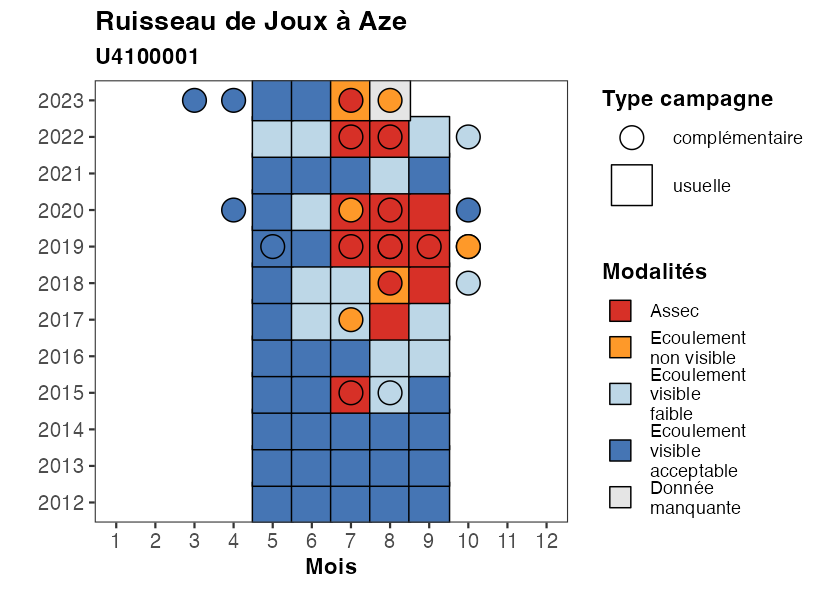 Ruisseau de Joux à Aze
U4100001
2023
2022
2021
2020
2019
2018
2017
2016
2015
2014
2013
2012
1 2 3 4 5 6 7 8 9 10 11 12
Mois
Type campagne
complémentaire
usuelle
Modalités
Assec
Ecoulement
non visible
Ecoulement
visible
faible
Ecoulement
visible
acceptable
Donnée
manquante